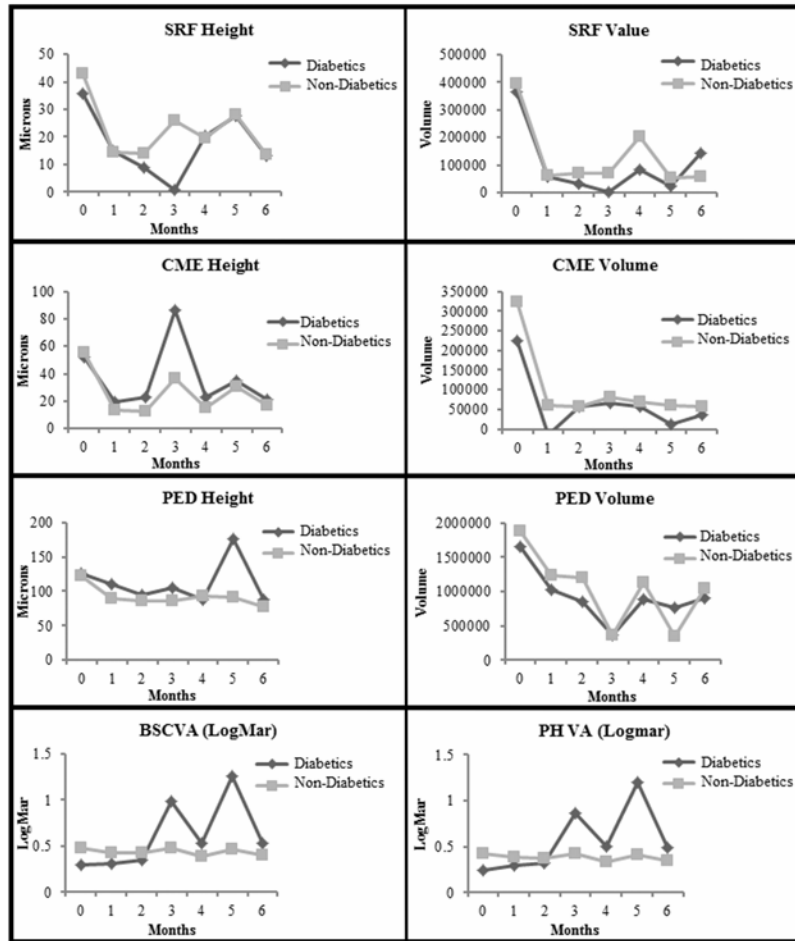 SRF Height
50
40
30
20
10
0
Microns
0 1 2 3 4 5 6
Months
Diabetics
Non-Diabetics
SRF Value
500000
400000
300000
200000
100000
0
Volume
0 1 2 3 4 5 6
Months
Diabetics
Non-Diabetics
CME Height
100
80
60
40
20
0
Microns
0 1 2 3 4 5 6
Months
Diabetics
Non-Diabetics
CME Volume
350000
300000
250000
200000
150000
100000
50000
0
Volume
0 1 2 3 4 5 6
Months
Diabetics
Non-Diabetics
PED Height
200
150
100
50
0
Microns
0 1 2 3 4 5 6
Months
Diabetics
Non-Diabetics
PED Volume
2000000
1500000
1000000
500000
0
Volume
0 1 2 3 4 5 6
Months
Diabetics
Non-Diabetics
BSCVA (LogMar)
1.5
1
0.5
0
LogMar
0 1 2 3 4 5 6
Months
Diabetics
Non-Diabetics
PH VA (Logmar)
1.5
1
0.5
0
LogMar
0 1 2 3 4 5 6
Months
Diabetics
Non-Diabetics